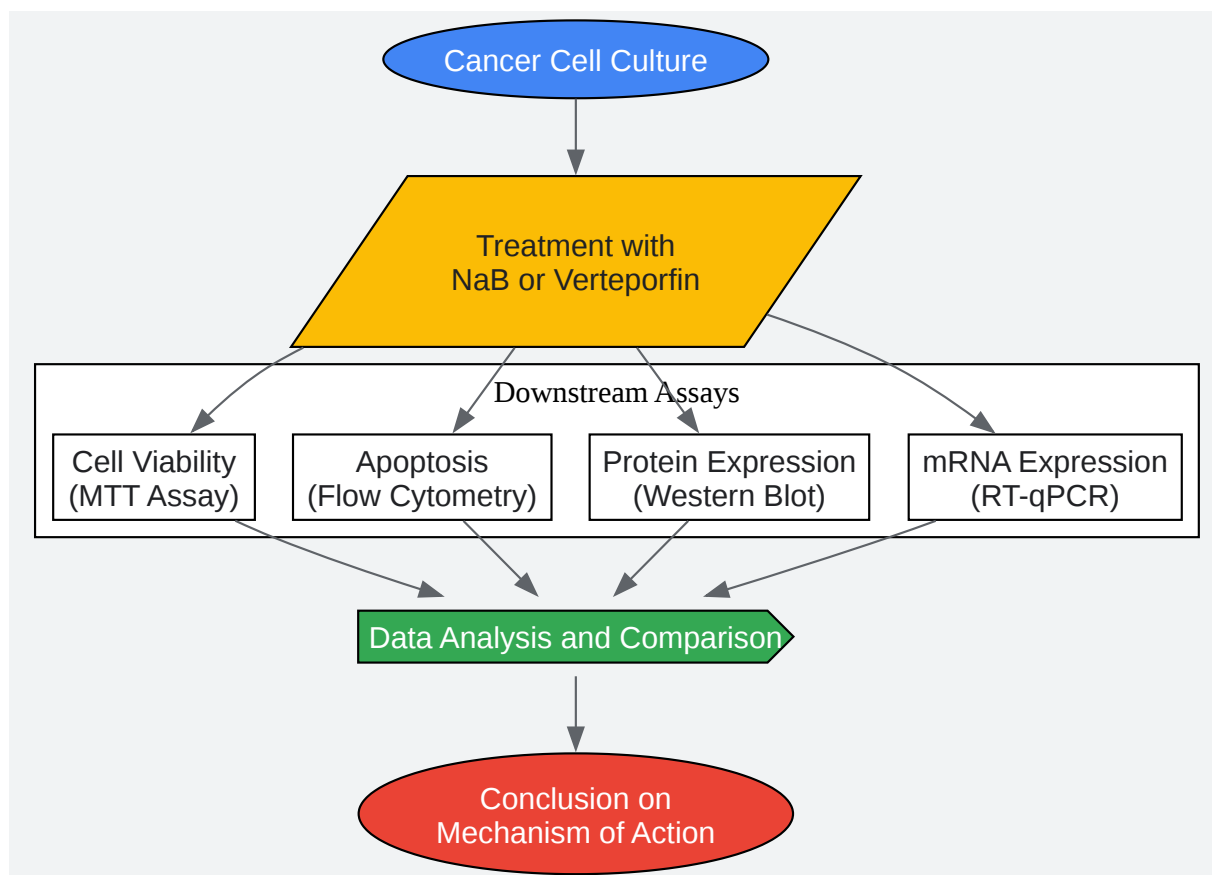 Cancer Cell Culture
Treatment with
NaB or Verteporfin
Downstream Assays
Cell Viability
(MTT Assay)
Apoptosis
(Flow Cytometry)
Protein Expression
(Western Blot)
mRNA Expression
(RT-qPCR)
Data Analysis and Comparison
Conclusion on
Mechanism of Action